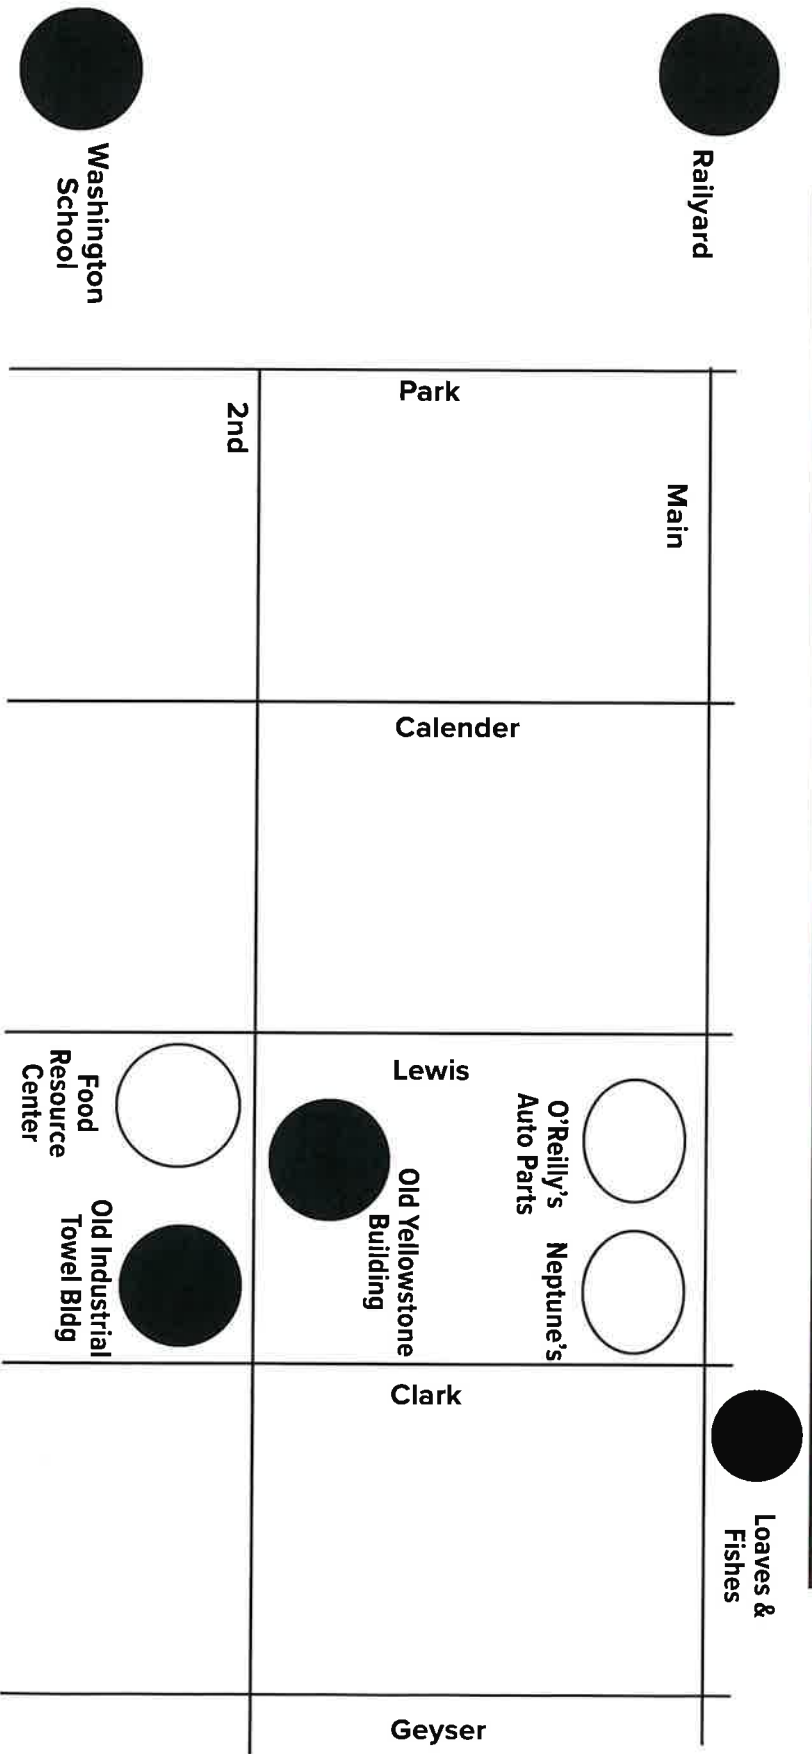 Washington
School
Railyard
Park
2nd
Main
Calender
Lewis
Food
Resource
Center
O'Reilly's
Auto Parts
Old Yellowstone
Building
Old Industrial
Towel Bldg
Neptune's
Clark
Loaves &
Fishes
Geyser